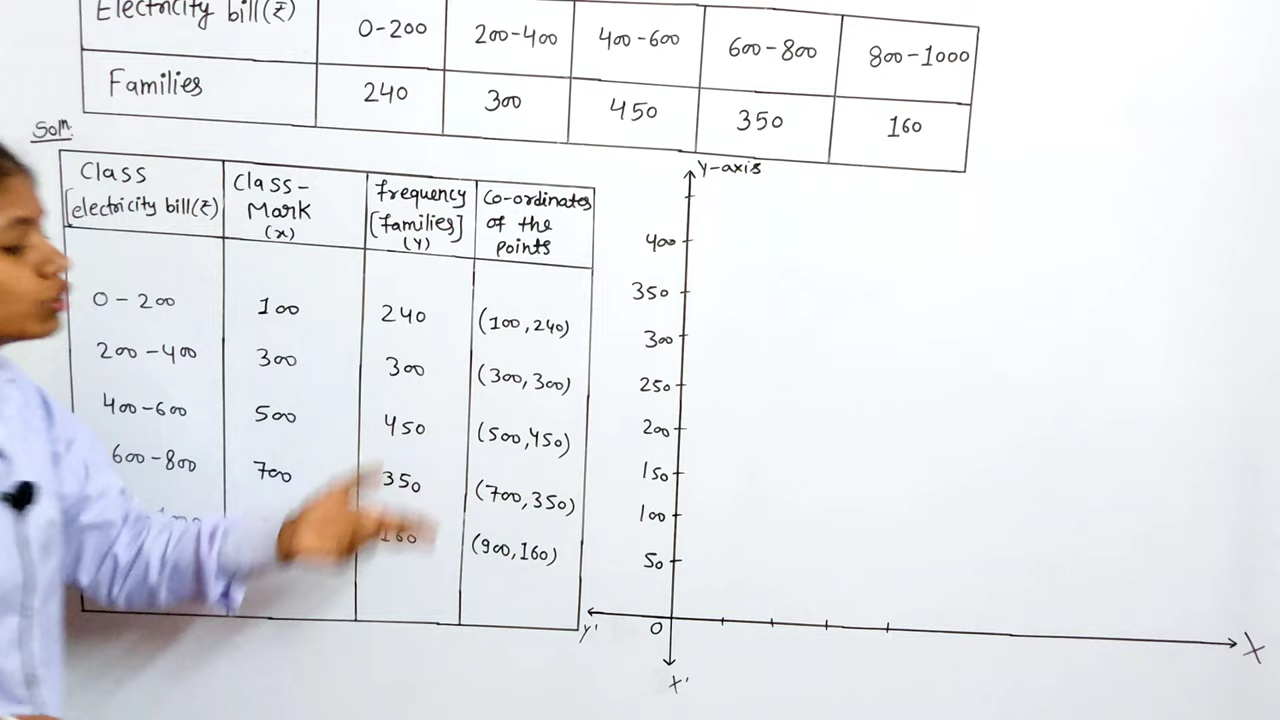 Electricity bill(₹) 0-200 200-400 400-600 600-800 800-1000
Families 240 300 450 350 160
Solⁿ.
Class [electricity bill(₹) Class-Mark (x) frequency [families] (Y) Co-ordinates of the points
0-200 100 240 (100,240)
200-400 300 300 (300,300)
400-600 500 450 (500,450)
600-800 700 350 (700,350)
160 (900,160)
Y-axis
400
350
300
250
200
150
100
50
Y' 0 X
X'